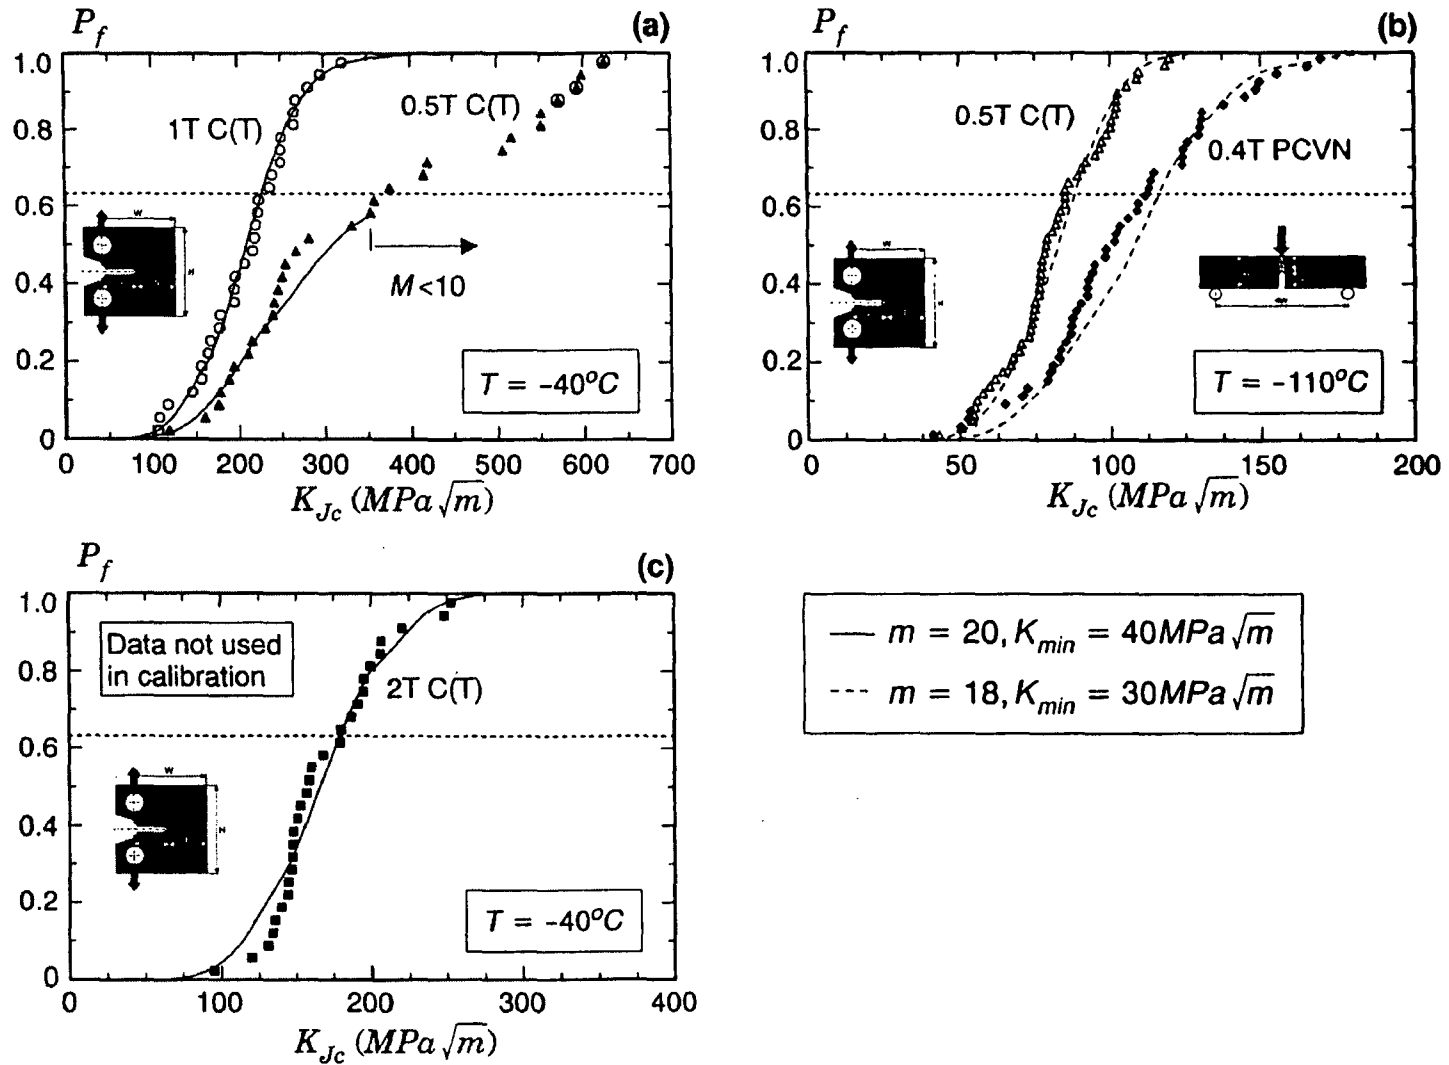 P_f
(a)
1.0
0.8
0.6
0.4
0.2
0
1T C(T)
0.5T C(T)
M<10
W
H
T = -40°C
0 100 200 300 400 500 600 700
K_Jc (MPa √m)
P_f
(b)
1.0
0.8
0.6
0.4
0.2
0
0.5T C(T)
0.4T PCVN
W
T = -110°C
0 50 100 150 200
K_Jc (MPa √m)
P_f
(c)
1.0
0.8
0.6
0.4
0.2
0
Data not used
in calibration
2T C(T)
W
H
T = -40°C
0 100 200 300 400
K_Jc (MPa √m)
m = 20, K_min = 40MPa √m
m = 18, K_min = 30MPa √m